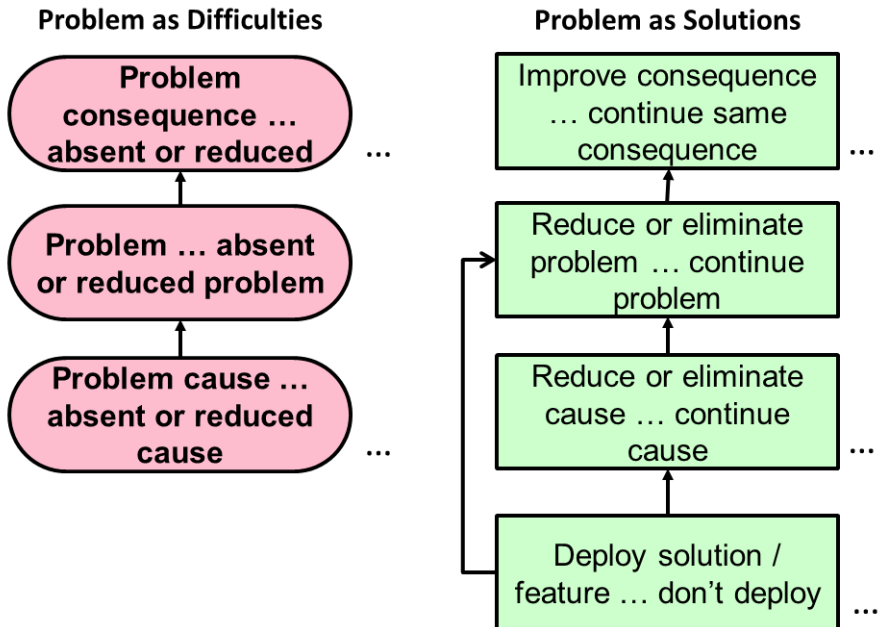 Problem as Difficulties
Problem
consequence …
absent or reduced
...
Problem … absent
or reduced problem
Problem cause …
absent or reduced
cause
...
Problem as Solutions
Improve consequence
… continue same
consequence
...
Reduce or eliminate
problem … continue
problem
Reduce or eliminate
cause … continue
cause
...
Deploy solution /
feature … don’t deploy
...